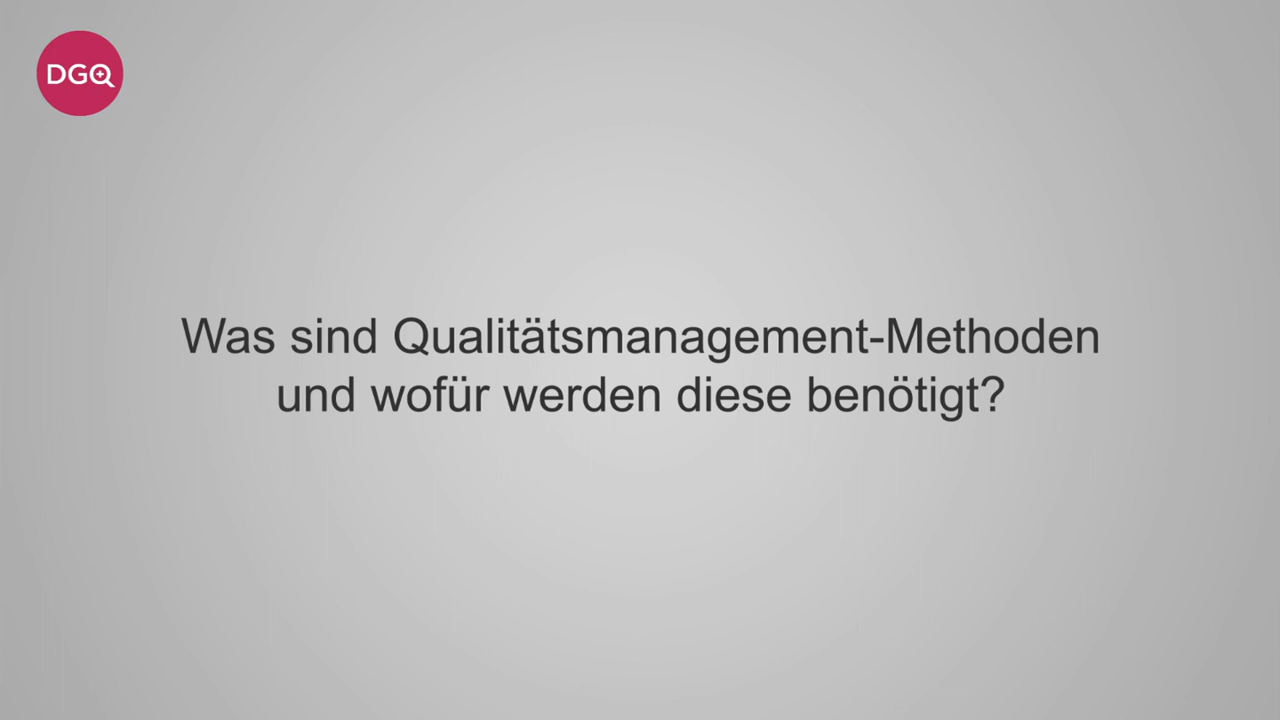 DGQ
Was sind Qualitätsmanagement-Methoden
und wofür werden diese benötigt?